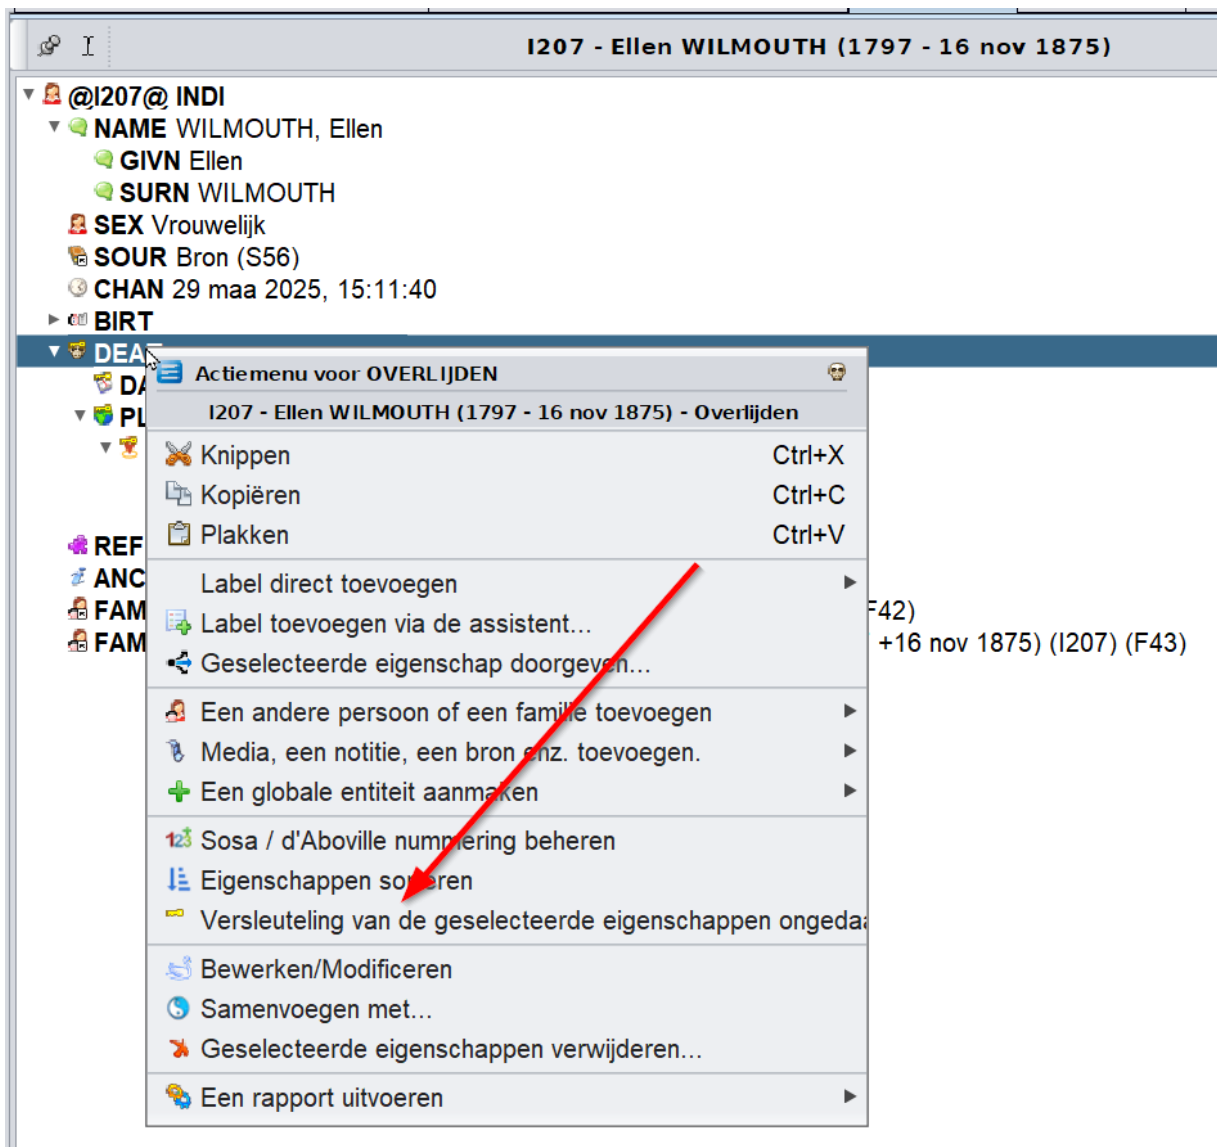 I207 - Ellen WILMOUTH (1797 - 16 nov 1875)
@I207@ INDI
NAME WILMOUTH, Ellen
GIVN Ellen
SURN WILMOUTH
SEX Vrouwelijk
SOUR Bron (S56)
CHAN 29 maa 2025, 15:11:40
BIRT
DEA
Actiemenu voor OVERLIJDEN
DA
I207 - Ellen WILMOUTH (1797 - 16 nov 1875) - Overlijden
PL
Knippen Ctrl+X
Kopiëren Ctrl+C
Plakken Ctrl+V
REF
ANC
Label direct toevoegen
FAM F42)
Label toevoegen via de assistent...
FAM +16 nov 1875) (I207) (F43)
Geselecteerde eigenschap doorgeven...
Een andere persoon of een familie toevoegen
Media, een notitie, een bron enz. toevoegen.
Een globale entiteit aanmaken
123 Sosa / d'Aboville nummering beheren
Eigenschappen sorteren
Versleuteling van de geselecteerde eigenschappen ongedaa
Bewerken/Modificeren
Samenvoegen met...
Geselecteerde eigenschappen verwijderen...
Een rapport uitvoeren